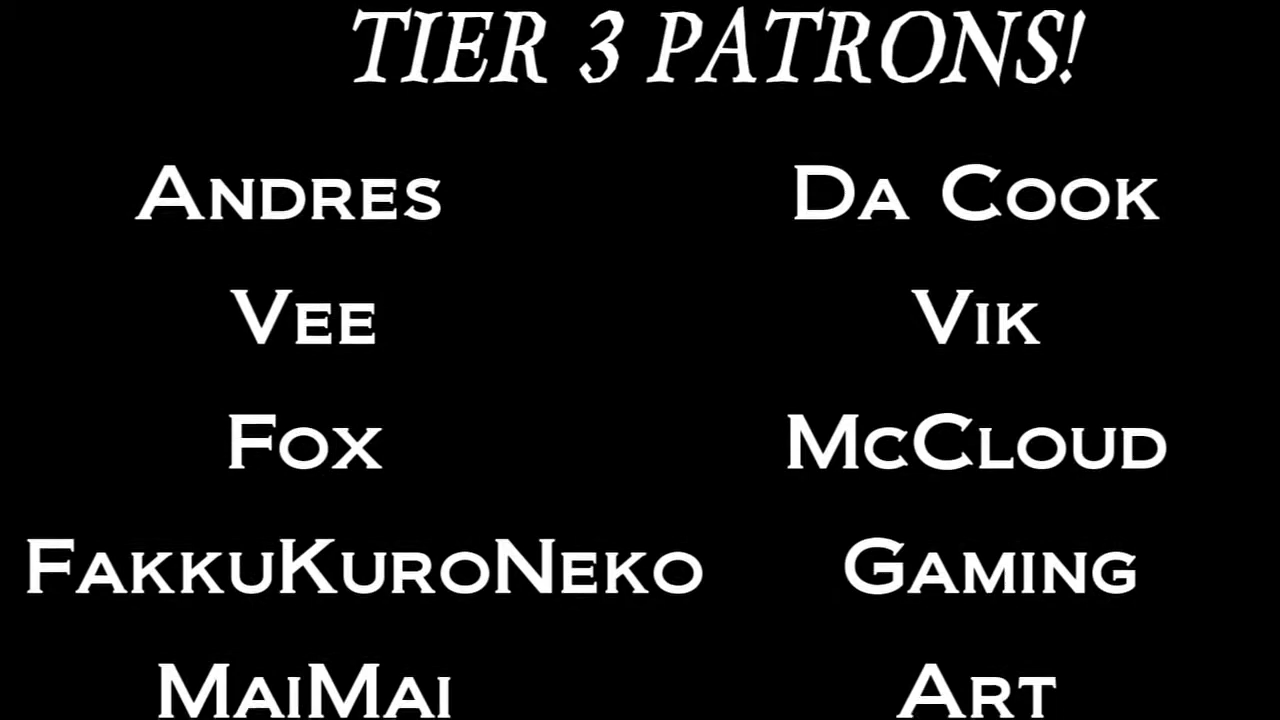 TIER 3 PATRONS!
Andres
Da Cook
Vee
Vik
Fox
McCloud
FakkuKuroNeko
Gaming
MaiMai
Art